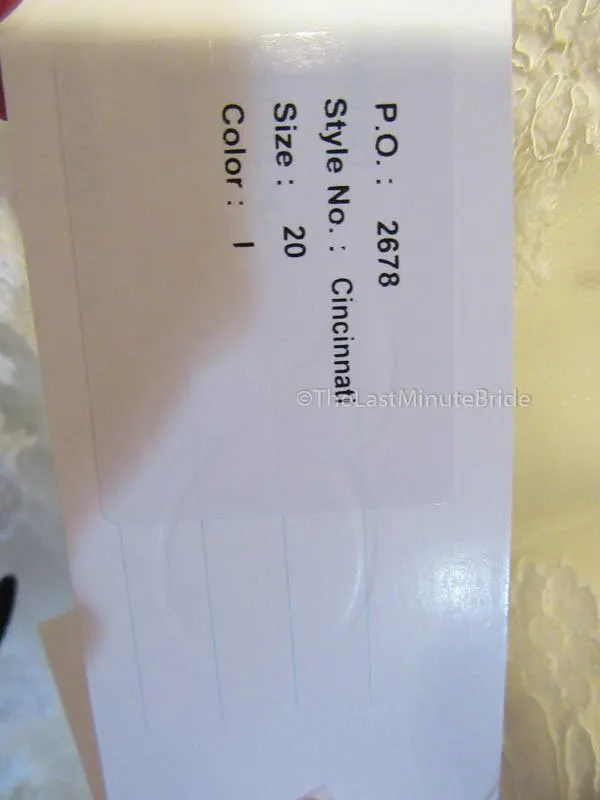 P.O. : 2678
Style No. : Cincinnati
Size : 20
Color : I
©TheLastMinuteBride